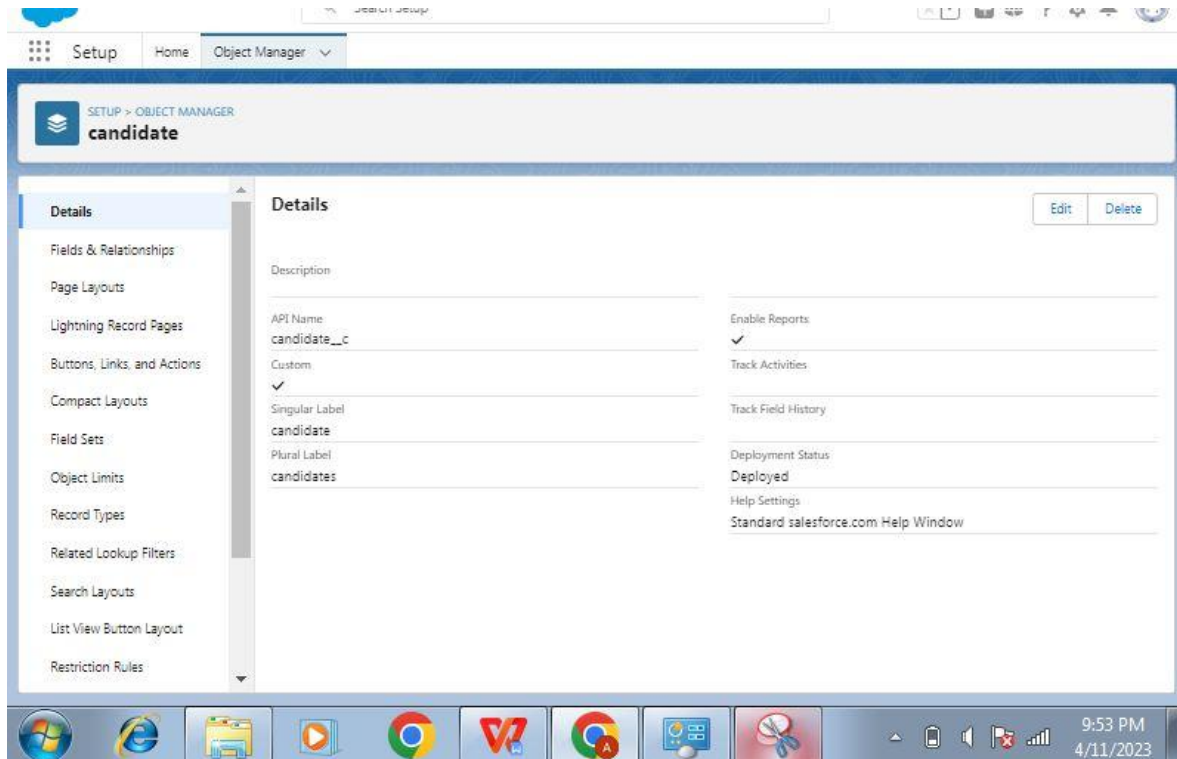 Search Setup
Setup Home Object Manager
SETUP > OBJECT MANAGER
candidate
Details
Fields & Relationships
Page Layouts
Lightning Record Pages
Buttons, Links, and Actions
Compact Layouts
Field Sets
Object Limits
Record Types
Related Lookup Filters
Search Layouts
List View Button Layout
Restriction Rules
Details
Edit Delete
Description
API Name
candidate__c
Custom
Singular Label
candidate
Plural Label
candidates
Enable Reports
Track Activities
Track Field History
Deployment Status
Deployed
Help Settings
Standard salesforce.com Help Window
A
9:53 PM
4/11/2023